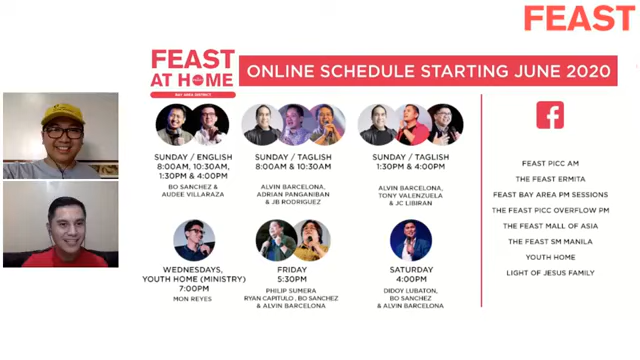 FEAST
FEAST
AT HOME
BAY AREA DISTRICT
ONLINE SCHEDULE STARTING JUNE 2020
SUNDAY/ENGLISH
8:00AM, 10:30AM,
1:30PM & 4:00PM
BO SANCHEZ &
AUDEE VILLARAZA
SUNDAY / TAGLISH
8:00AM & 10:30AM
ALVIN BARCELONA,
ADRIAN PANGANIBAN
& JB RODRIGUEZ
SUNDAY / TAGLISH
1:30PM & 4:00PM
ALVIN BARCELONA,
TONY VALENZUELA
& JC LIBIRAN
WEDNESDAYS,
YOUTH HOME (MINISTRY)
7:00PM
MON REYES
FRIDAY
5:30PM
PHILIP SUMERA
RYAN CAPITULO , BO SANCHEZ
& ALVIN BARCELONA
SATURDAY
4:00PM
DIDOY LUBATON,
BO SANCHEZ
& ALVIN BARCELONA
f
FEAST PICC AM
THE FEAST ERMITA
FEAST BAY AREA PM SESSIONS
THE FEAST PICC OVERFLOW PM
THE FEAST MALL OF ASIA
THE FEAST SM MANILA
YOUTH HOME
LIGHT OF JESUS FAMILY